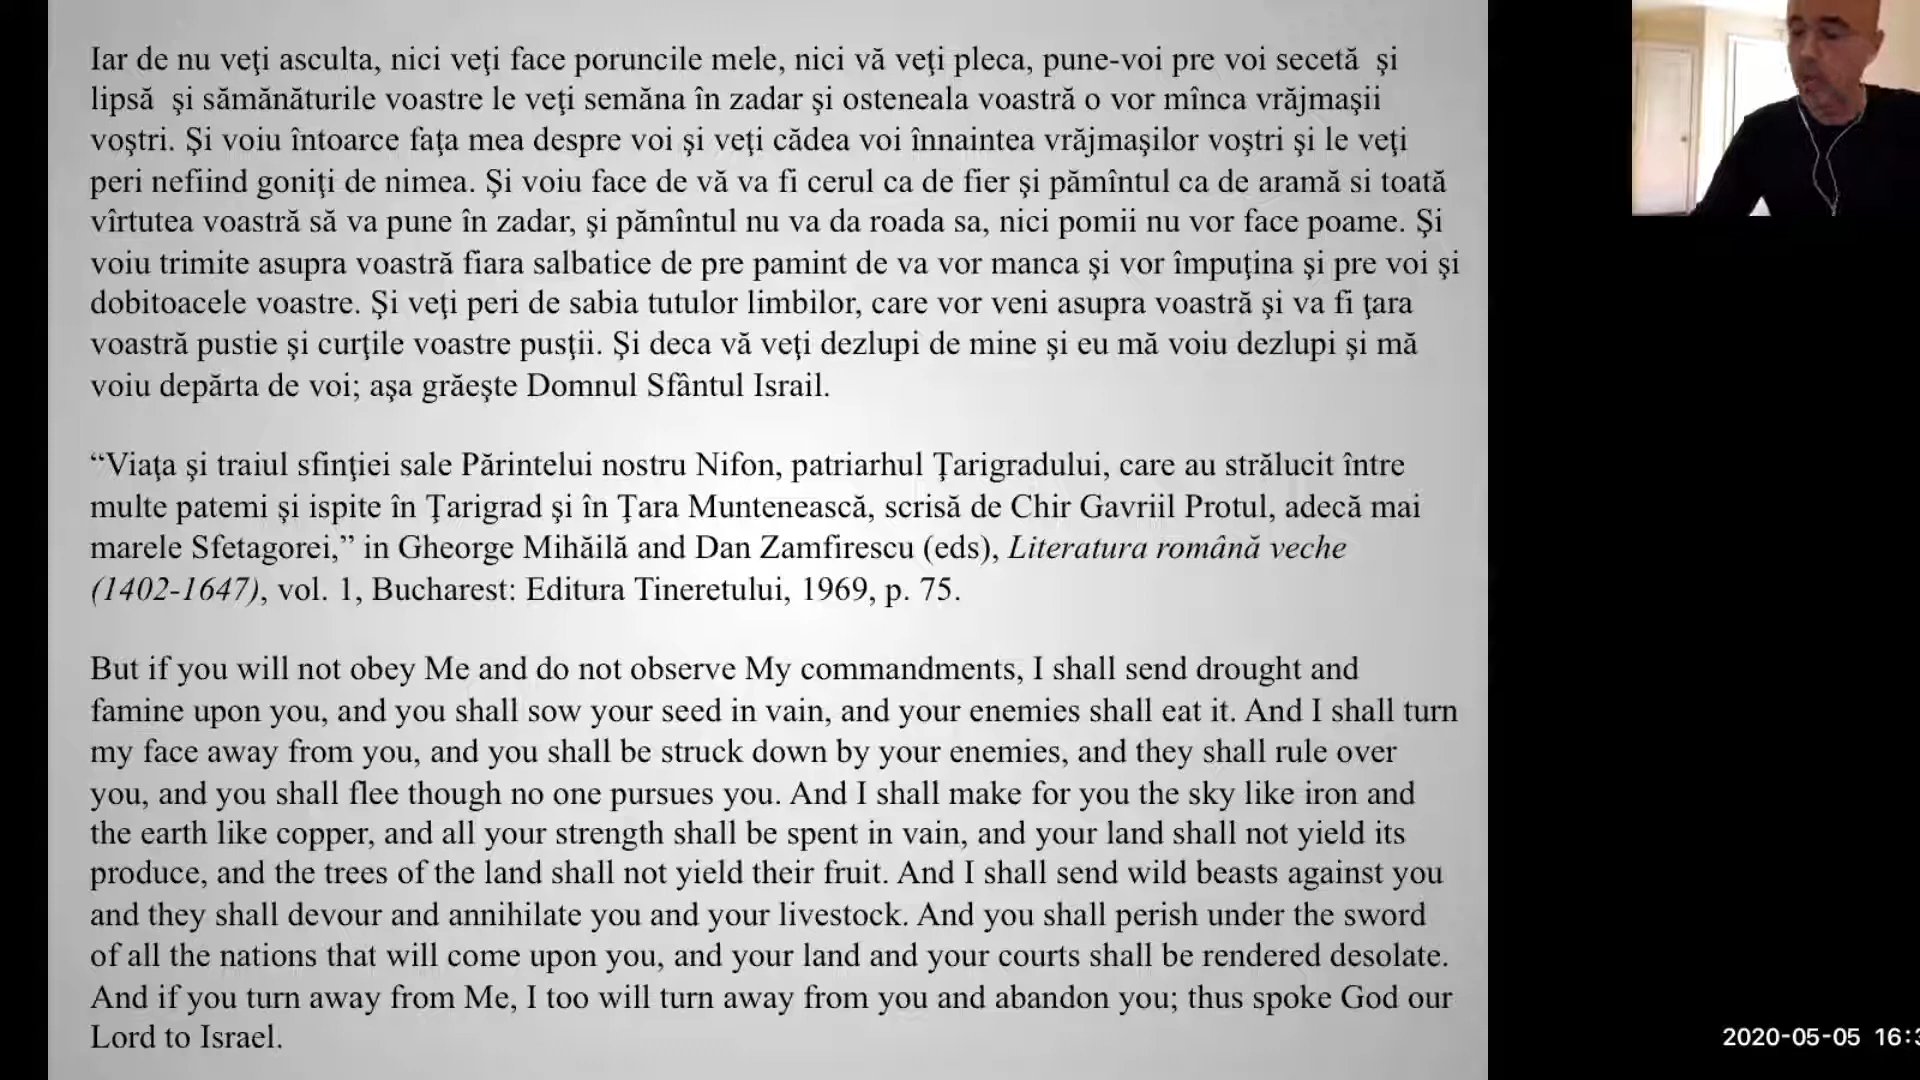 Iar de nu veţi asculta, nici veţi face poruncile mele, nici vă veţi pleca, pune-voi pre voi secetă şi
lipsă şi sămănăturile voastre le veţi semăna în zadar şi osteneala voastră o vor mînca vrăjmaşii
voştri. Şi voiu întoarce faţa mea despre voi şi veţi cădea voi înnaintea vrăjmaşilor voştri şi le veţi
peri nefiind goniţi de nimea. Şi voiu face de vă va fi cerul ca de fier şi pămîntul ca de aramă si toată
vîrtutea voastră să va pune în zadar, şi pămîntul nu va da roada sa, nici pomii nu vor face poame. Şi
voiu trimite asupra voastră fiara salbatice de pre pamint de va vor manca şi vor împuţina şi pre voi şi
dobitoacele voastre. Şi veţi peri de sabia tutulor limbilor, care vor veni asupra voastră şi va fi ţara
voastră pustie şi curţile voastre pusţii. Şi deca vă veţi dezlupi de mine şi eu mă voiu dezlupi şi mă
voiu depărta de voi; aşa grăeşte Domnul Sfântul Israil.
“Viaţa şi traiul sfinţiei sale Părintelui nostru Nifon, patriarhul Ţarigradului, care au strălucit între
multe patemi şi ispite în Ţarigrad şi în Ţara Muntenească, scrisă de Chir Gavriil Protul, adecă mai
marele Sfetagorei,” in Gheorge Mihăilă and Dan Zamfirescu (eds), Literatura română veche
(1402-1647), vol. 1, Bucharest: Editura Tineretului, 1969, p. 75.
But if you will not obey Me and do not observe My commandments, I shall send drought and
famine upon you, and you shall sow your seed in vain, and your enemies shall eat it. And I shall turn
my face away from you, and you shall be struck down by your enemies, and they shall rule over
you, and you shall flee though no one pursues you. And I shall make for you the sky like iron and
the earth like copper, and all your strength shall be spent in vain, and your land shall not yield its
produce, and the trees of the land shall not yield their fruit. And I shall send wild beasts against you
and they shall devour and annihilate you and your livestock. And you shall perish under the sword
of all the nations that will come upon you, and your land and your courts shall be rendered desolate.
And if you turn away from Me, I too will turn away from you and abandon you; thus spoke God our
Lord to Israel.
2020-05-05 16:3